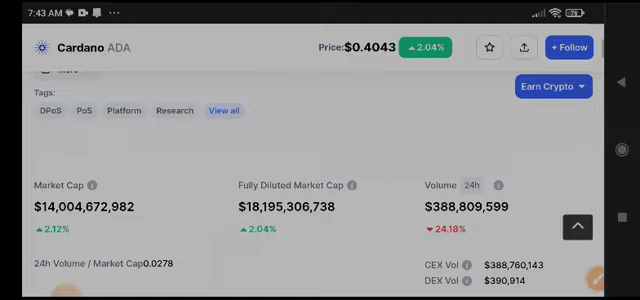 7:43 AM
76
Cardano ADA
Price:$0.4043
2.04%
+ Follow
Tags:
Earn Crypto
DPoS PoS Platform Research View all
Market Cap Fully Diluted Market Cap Volume 24h
$14,004,672,982 $18,195,306,738 $388,809,599
2.12% 2.04% 24.18%
24h Volume / Market Cap0.0278
CEX Vol $388,760,143
DEX Vol $390,914